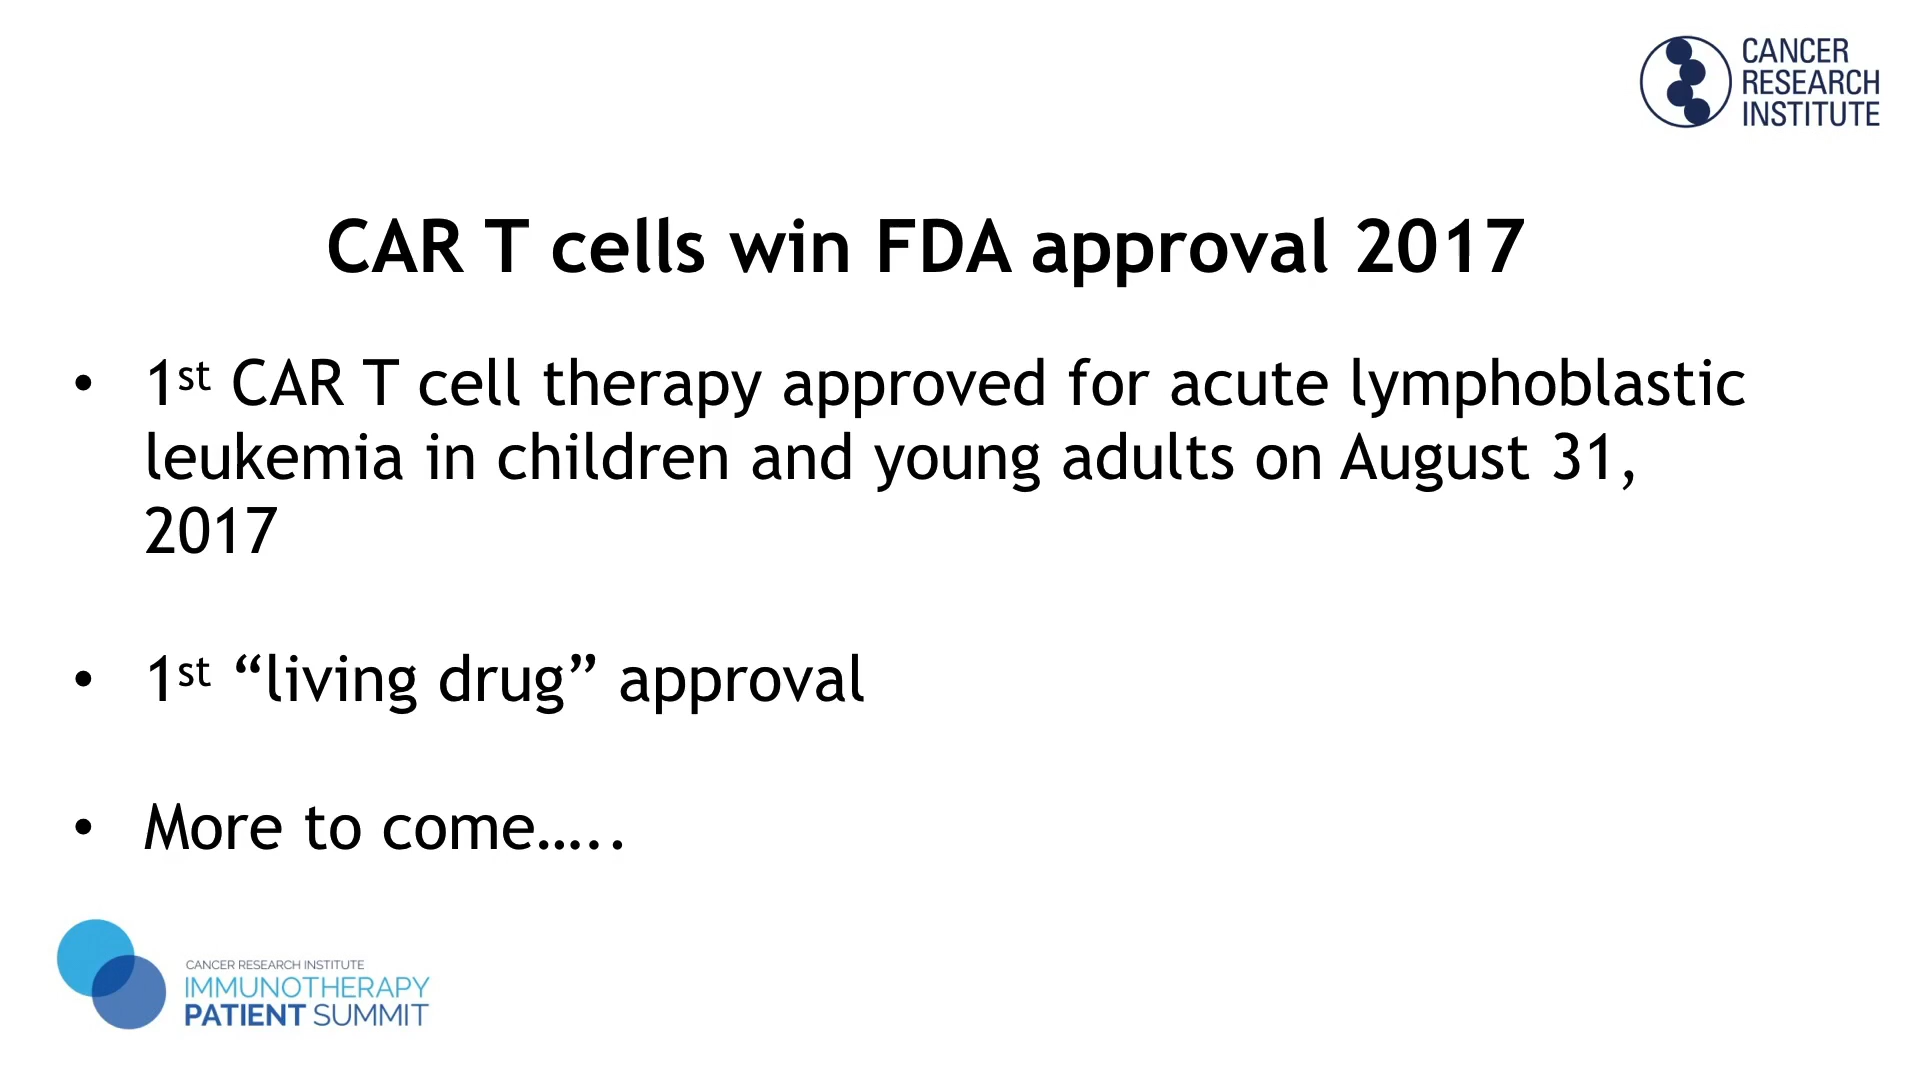 CANCER
RESEARCH
INSTITUTE
CAR T cells win FDA approval 2017
• 1st CAR T cell therapy approved for acute lymphoblastic
leukemia in children and young adults on August 31,
2017
• 1st “living drug” approval
• More to come…..
CANCER RESEARCH INSTITUTE
IMMUNOTHERAPY
PATIENT SUMMIT